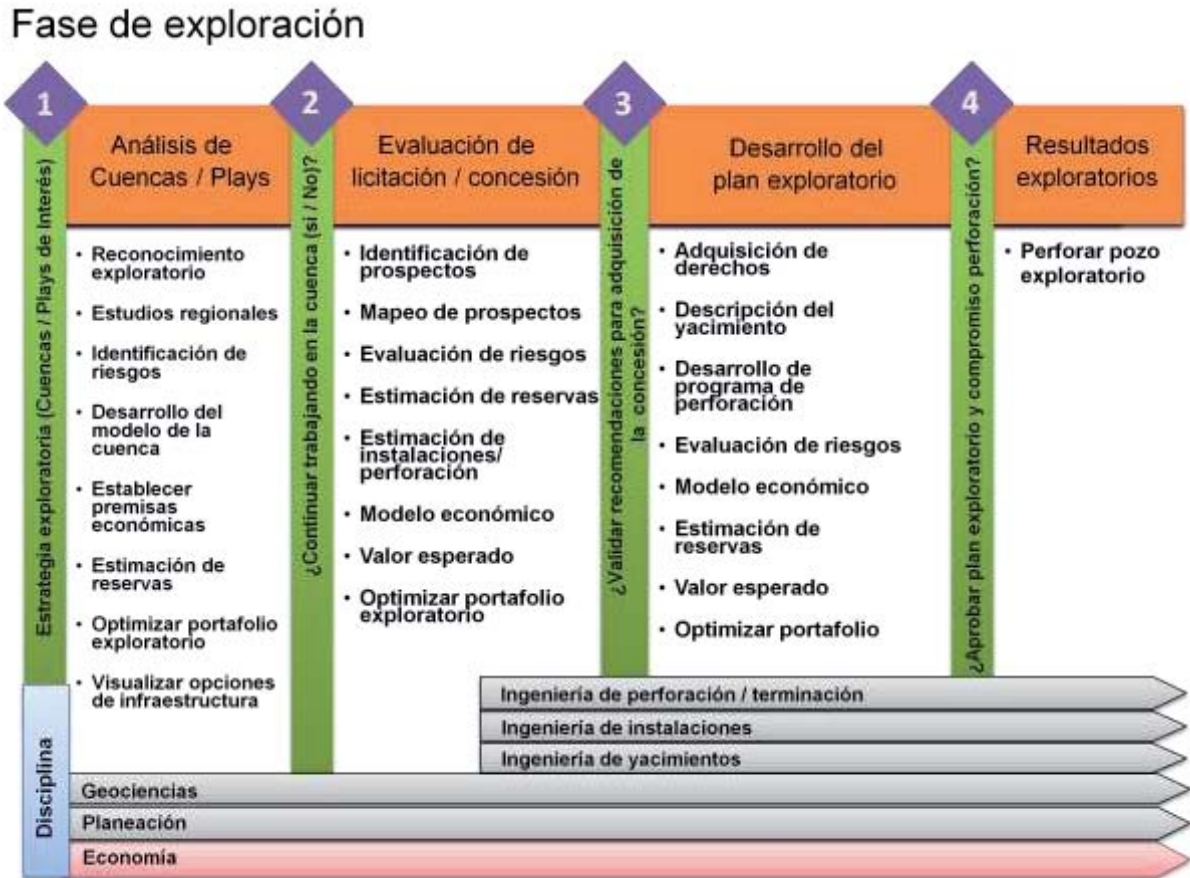 Fase de exploración
1
Estrategia exploratoria (Cuencas / Plays de Interés)
Análisis de
Cuencas / Plays
• Reconocimiento
exploratorio
• Estudios regionales
• Identificación de
riesgos
• Desarrollo del
modelo de la
cuenca
• Establecer
premisas
económicas
• Estimación de
reservas
• Optimizar portafolio
exploratorio
• Visualizar opciones
de infraestructura
2
¿Continuar trabajando en la cuenca (si / No)?
Evaluación de
licitación / concesión
• Identificación de
prospectos
• Mapeo de prospectos
• Evaluación de riesgos
• Estimación de reservas
• Estimación de
instalaciones/
perforación
• Modelo económico
• Valor esperado
• Optimizar portafolio
exploratorio
3
¿Validar recomendaciones para adquisición de
la concesión?
Desarrollo del
plan exploratorio
• Adquisición de
derechos
• Descripción del
yacimiento
• Desarrollo de
programa de
perforación
• Evaluación de riesgos
• Modelo económico
• Estimación de
reservas
• Valor esperado
• Optimizar portafolio
4
¿Aprobar plan exploratorio y compromiso perforación?
Resultados
exploratorios
• Perforar pozo
exploratorio
Disciplina
Ingeniería de perforación / terminación
Ingeniería de instalaciones
Ingeniería de yacimientos
Geociencias
Planeación
Economía